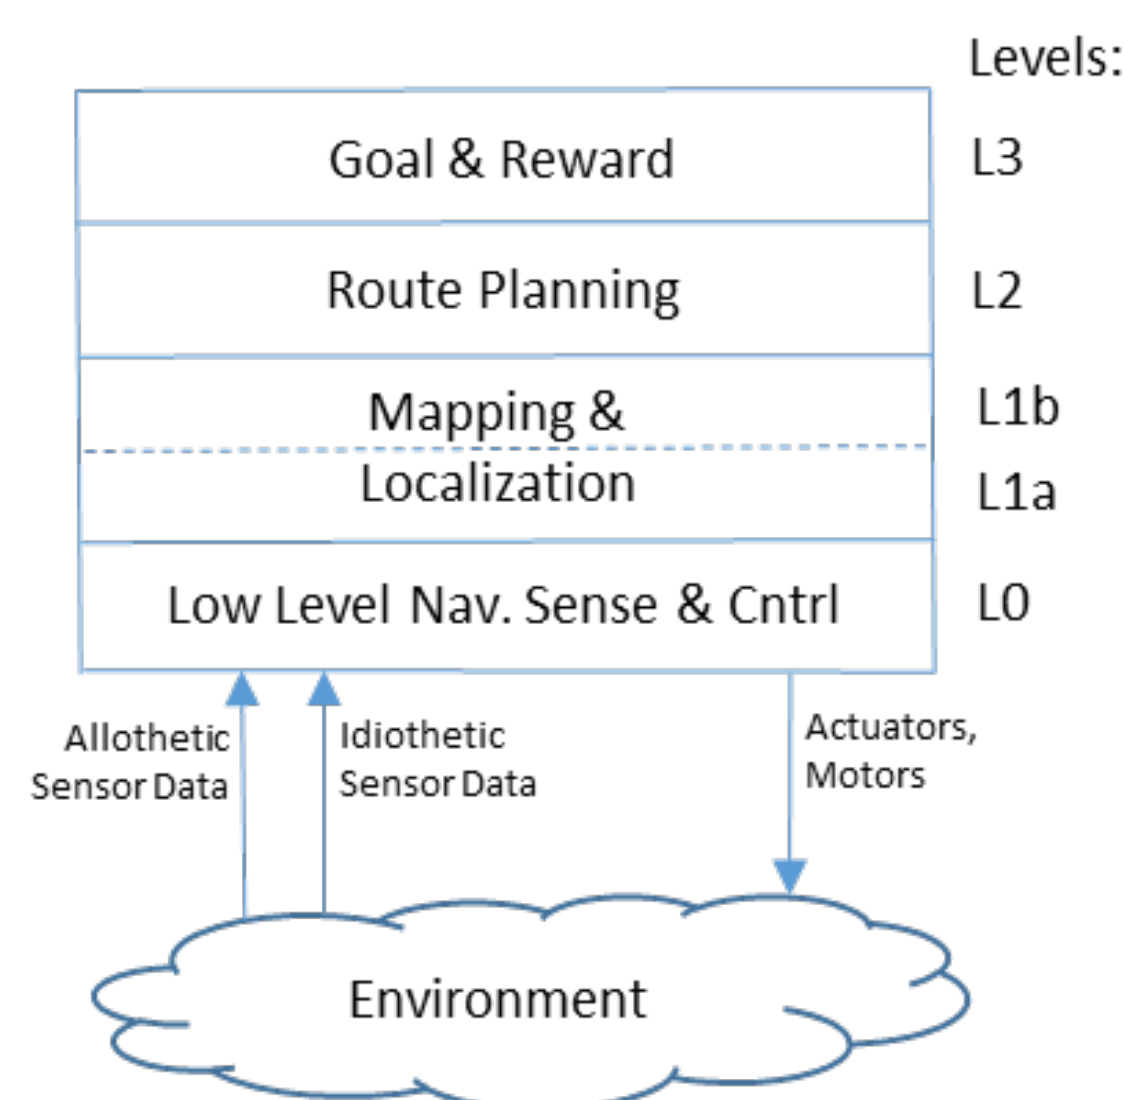 Levels:
Goal & Reward L3
Route Planning L2
Mapping & L1b
Localization L1a
Low Level Nav. Sense & Cntrl L0
Allothetic
Sensor Data
Idiothetic
Sensor Data
Actuators,
Motors
Environment